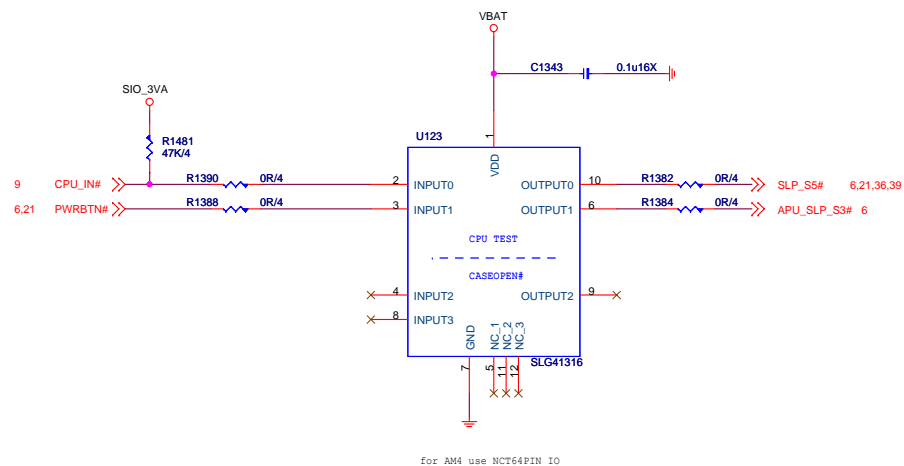 VBAT
C1343 0.1u16X
SIO_3VA
R1481
47K/4
U123
1
VDD
9 CPU_IN# R1390 0R/4 2 INPUT0 OUTPUT0 10 R1382 0R/4 SLP_S5# 6,21,36,39
6,21 PWRBTN# R1388 0R/4 3 INPUT1 OUTPUT1 6 R1384 0R/4 APU_SLP_S3# 6
CPU TEST
CASEOPEN#
4 INPUT2 OUTPUT2 9
8 INPUT3
GND NC_1 NC_2 NC_3
SLG41316
7 5 11 12
for AM4 use NCT64PIN IO